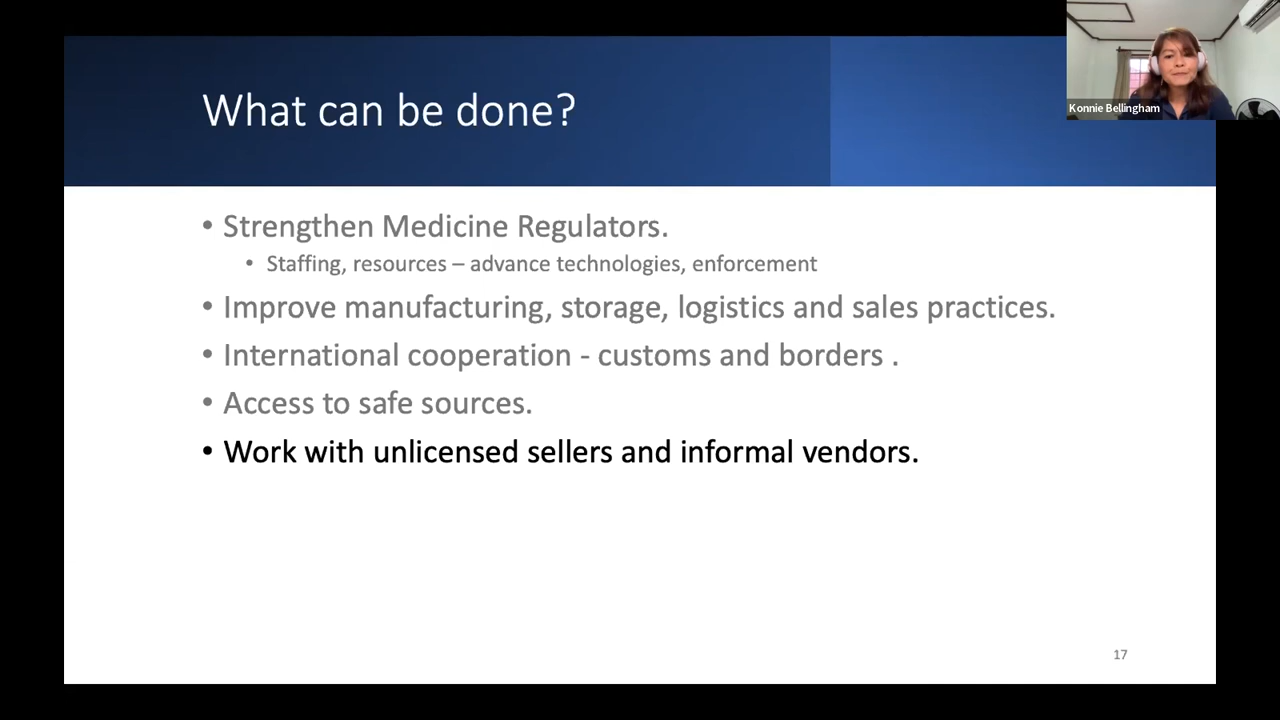 What can be done?
Konnie Bellingham
• Strengthen Medicine Regulators.
• Staffing, resources – advance technologies, enforcement
• Improve manufacturing, storage, logistics and sales practices.
• International cooperation - customs and borders .
• Access to safe sources.
• Work with unlicensed sellers and informal vendors.
17